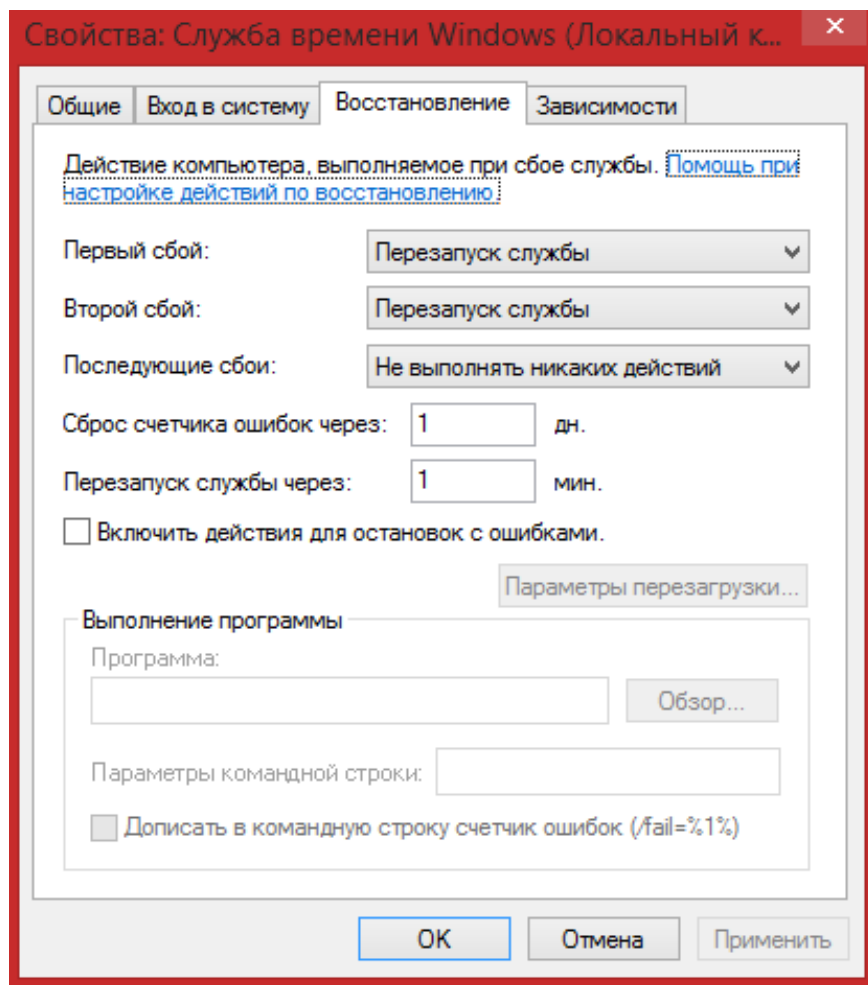 Свойства: Служба времени Windows (Локальный к...
Общие Вход в систему Восстановление Зависимости
Действие компьютера, выполняемое при сбое службы. Помощь при
настройке действий по восстановлению.
Первый сбой: Перезапуск службы
Второй сбой: Перезапуск службы
Последующие сбои: Не выполнять никаких действий
Сброс счетчика ошибок через: 1 дн.
Перезапуск службы через: 1 мин.
Включить действия для остановок с ошибками.
Параметры перезагрузки...
Выполнение программы
Программа:
Обзор...
Параметры командной строки:
Дописать в командную строку счетчик ошибок (/fail=%1%)
OK Отмена Применить